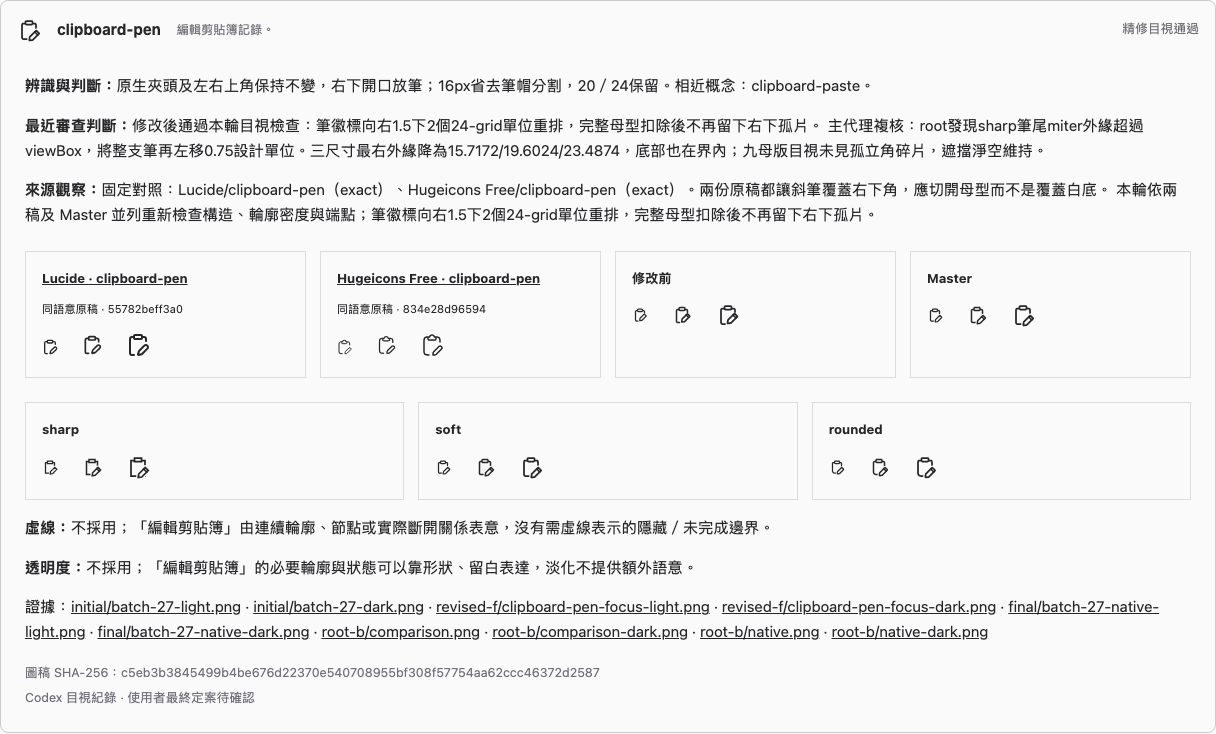 clipboard-pen 編輯剪貼簿記錄。 精修目視通過
辨識與判斷：原生夾頭及左右上角保持不變，右下開口放筆；16px省去筆帽分割，20 / 24保留。相近概念：clipboard-paste。
最近審查判斷：修改後通過本輪目視檢查：筆徽標向右1.5下2個24-grid單位重排，完整母型扣除後不再留下右下孤片。 主代理複核：root發現sharp筆尾miter外緣超過
viewBox，將整支筆再左移0.75設計單位。三尺寸最右外緣降為15.7172/19.6024/23.4874，底部也在界內；九母版目視未見孤立角碎片，遮擋淨空維持。
來源觀察：固定對照：Lucide/clipboard-pen（exact）、Hugeicons Free/clipboard-pen（exact）。兩份原稿都讓斜筆覆蓋右下角，應切開母型而不是覆蓋白底。 本輪依兩
稿及 Master 並列重新檢查構造、輪廓密度與端點；筆徽標向右1.5下2個24-grid單位重排，完整母型扣除後不再留下右下孤片。
Lucide · clipboard-pen
同語意原稿 · 55782beff3a0
Hugeicons Free · clipboard-pen
同語意原稿 · 834e28d96594
修改前
Master
sharp
soft
rounded
虛線：不採用；「編輯剪貼簿」由連續輪廓、節點或實際斷開關係表意，沒有需虛線表示的隱藏 / 未完成邊界。
透明度：不採用；「編輯剪貼簿」的必要輪廓與狀態可以靠形狀、留白表達，淡化不提供額外語意。
證據：initial/batch-27-light.png · initial/batch-27-dark.png · revised-f/clipboard-pen-focus-light.png · revised-f/clipboard-pen-focus-dark.png · final/batch-27-native-
light.png · final/batch-27-native-dark.png · root-b/comparison.png · root-b/comparison-dark.png · root-b/native.png · root-b/native-dark.png
圖稿 SHA-256：c5eb3b3845499b4be676d22370e540708955bf308f57754aa62ccc46372d2587
Codex 目視紀錄 · 使用者最終定案待確認